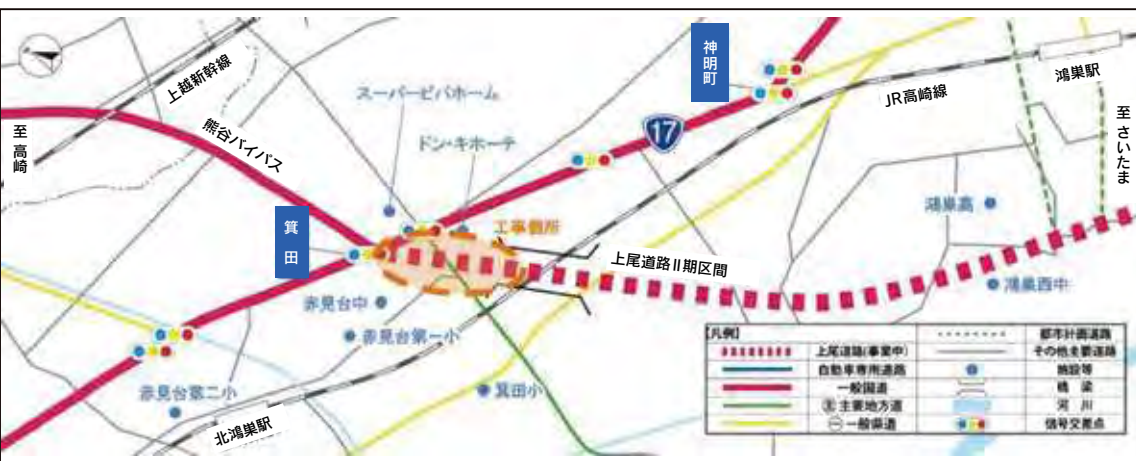 上越新幹線
スーパービバホーム
神明町
JR高崎線
鴻巣駅
至 高崎
熊谷バイパス
ドン・キホーテ
17
至 さいたま
箕田
工事箇所
鴻巣高
上尾道路Ⅱ期区間
赤見台中
鴻巣西中
赤見台第一小
赤見台第二小
箕田小
北鴻巣駅
【凡例】
上尾道路(事業中)
自動車専用道路
一般国道
主 主要地方道
一般県道
都市計画道路
その他主要道路
施設等
橋 梁
河 川
信号交差点